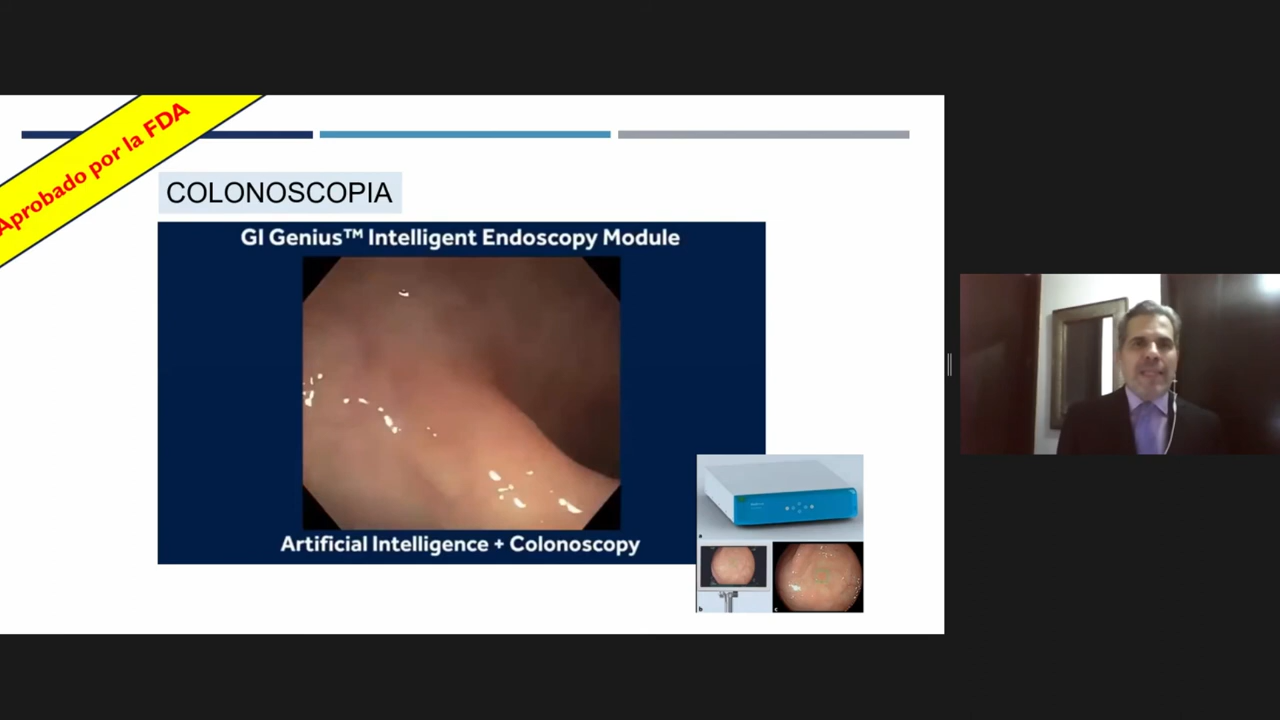 Aprobado por la FDA
COLONOSCOPIA
GI Genius™ Intelligent Endoscopy Module
Artificial Intelligence + Colonoscopy
a
b
c